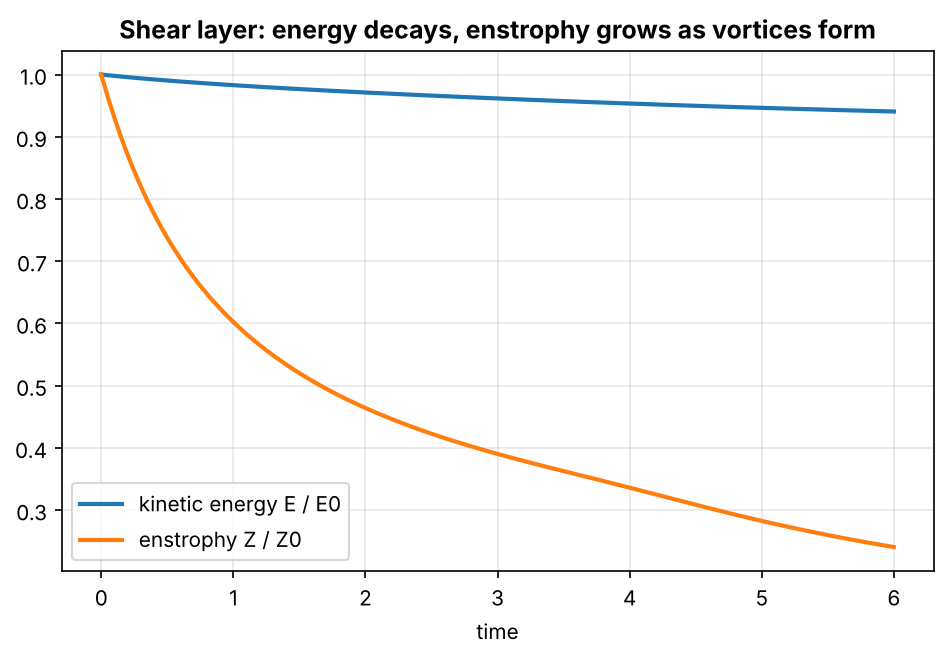 Shear layer: energy decays, enstrophy grows as vortices form
1.0
0.9
0.8
0.7
0.6
0.5
0.4
0.3
kinetic energy E / E0
enstrophy Z / Z0
0 1 2 3 4 5 6
time